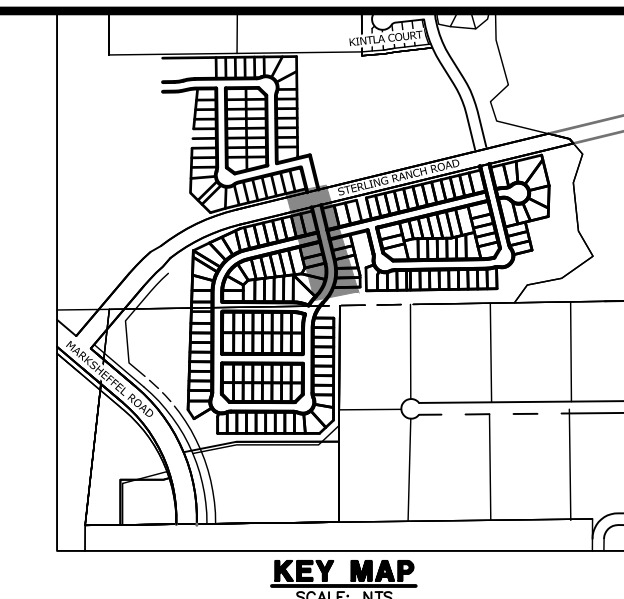 KINTLA COURT
STERLING RANCH ROAD
MARKSHEFFEL ROAD
KEY MAP
SCALE: NTS